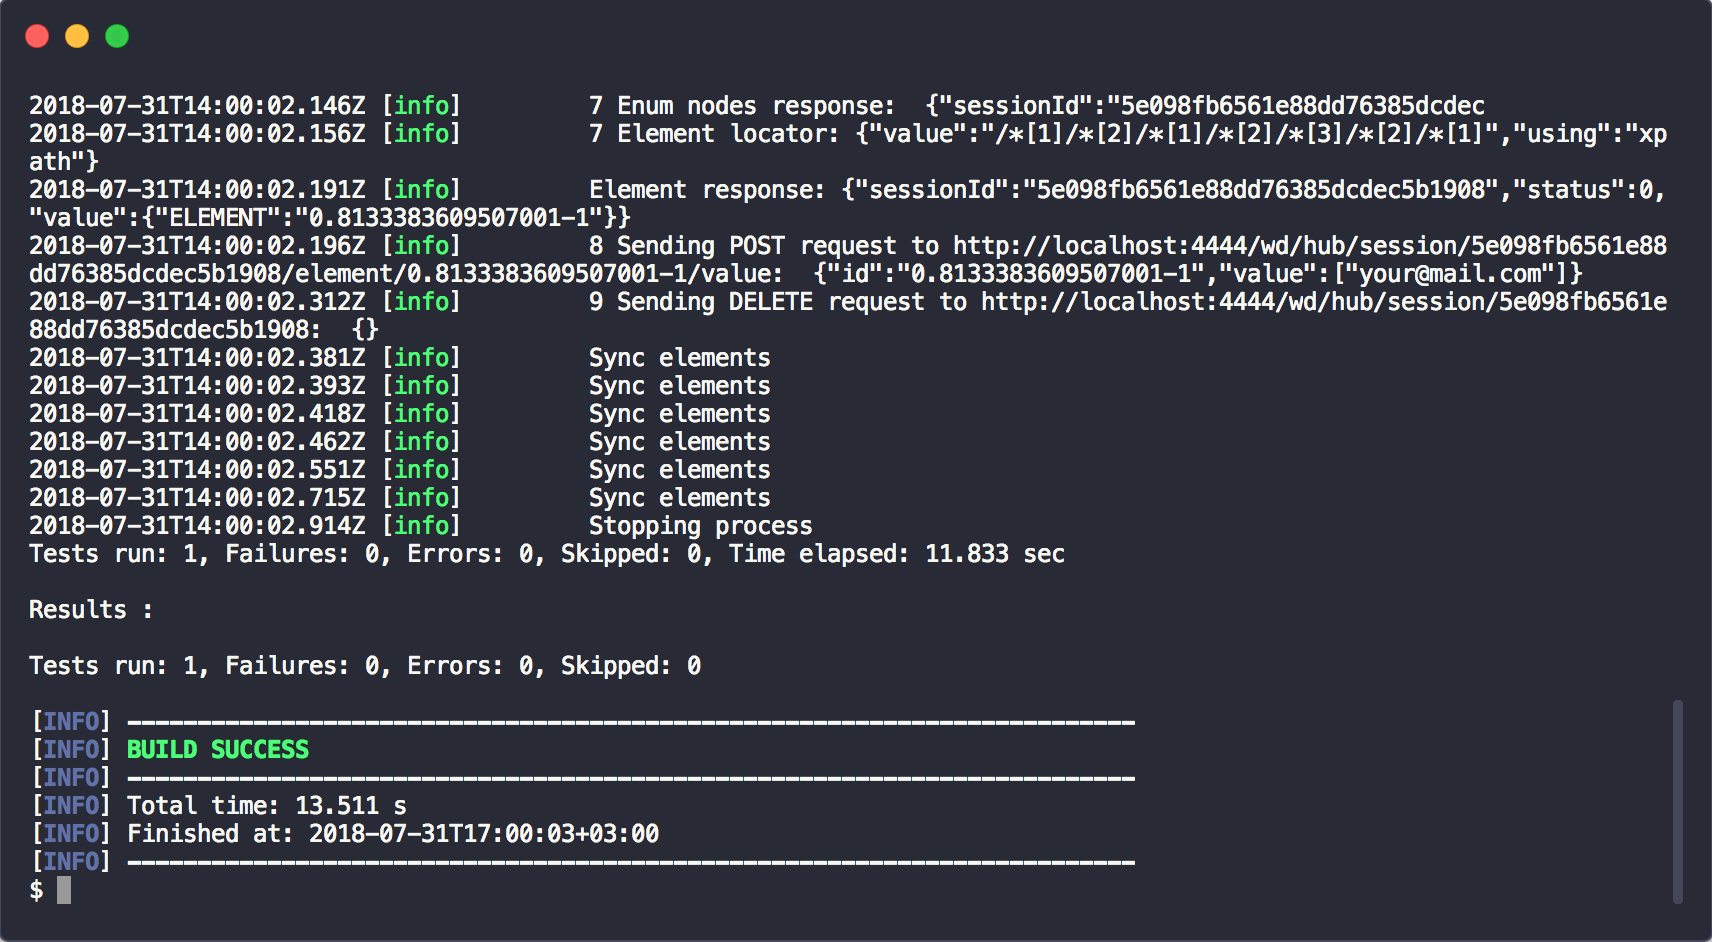 2018-07-31T14:00:02.146Z [info]         7 Enum nodes response:  {"sessionId":"5e098fb6561e88dd76385dcdec
2018-07-31T14:00:02.156Z [info]         7 Element locator: {"value":"/*[1]/*[2]/*[1]/*[2]/*[3]/*[2]/*[1]","using":"xp
ath"}
2018-07-31T14:00:02.191Z [info]         Element response: {"sessionId":"5e098fb6561e88dd76385dcdec5b1908","status":0,
"value":{"ELEMENT":"0.8133383609507001-1"}}
2018-07-31T14:00:02.196Z [info]         8 Sending POST request to http://localhost:4444/wd/hub/session/5e098fb6561e88
dd76385dcdec5b1908/element/0.8133383609507001-1/value:  {"id":"0.8133383609507001-1","value":["your@mail.com"]}
2018-07-31T14:00:02.312Z [info]         9 Sending DELETE request to http://localhost:4444/wd/hub/session/5e098fb6561e
88dd76385dcdec5b1908:  {}
2018-07-31T14:00:02.381Z [info]         Sync elements
2018-07-31T14:00:02.393Z [info]         Sync elements
2018-07-31T14:00:02.418Z [info]         Sync elements
2018-07-31T14:00:02.462Z [info]         Sync elements
2018-07-31T14:00:02.551Z [info]         Sync elements
2018-07-31T14:00:02.715Z [info]         Sync elements
2018-07-31T14:00:02.914Z [info]         Stopping process
Tests run: 1, Failures: 0, Errors: 0, Skipped: 0, Time elapsed: 11.833 sec
Results :
Tests run: 1, Failures: 0, Errors: 0, Skipped: 0
[INFO] ------------------------------------------------------------------------
[INFO] BUILD SUCCESS
[INFO] ------------------------------------------------------------------------
[INFO] Total time: 13.511 s
[INFO] Finished at: 2018-07-31T17:00:03+03:00
[INFO] ------------------------------------------------------------------------
$